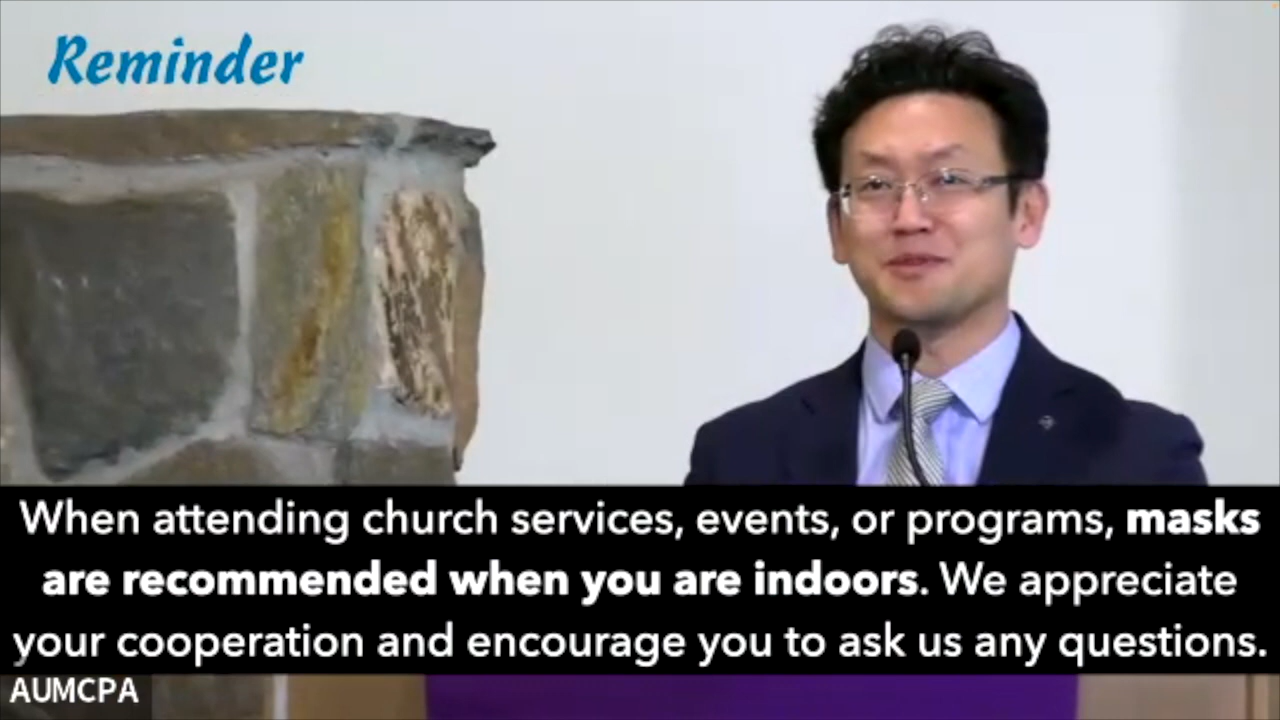 Reminder
When attending church services, events, or programs, masks
are recommended when you are indoors. We appreciate
your cooperation and encourage you to ask us any questions.
AUMCPA